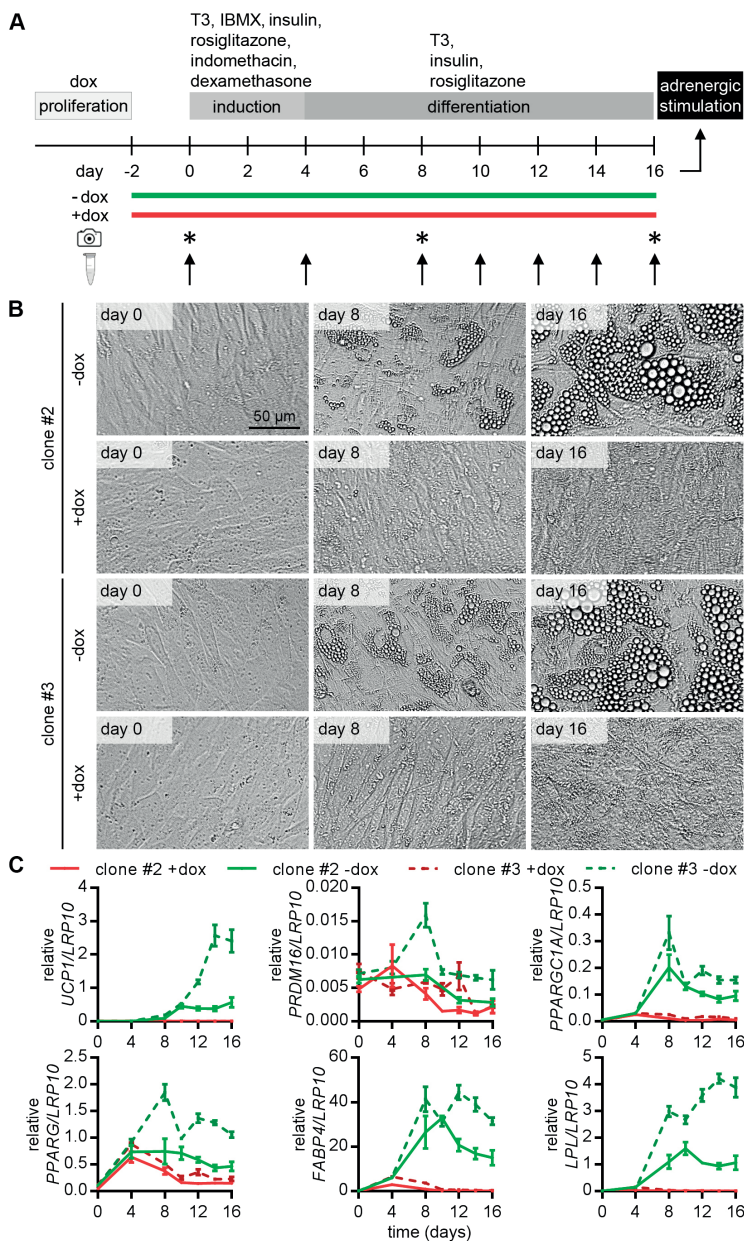 A
T3, IBMX, insulin,
rosiglitazone,
indomethacin,
dexamethasone
T3,
insulin,
rosiglitazone
dox
proliferation
induction
differentiation
adrenergic
stimulation
day
-2 0 2 4 6 8 10 12 14 16
- dox
+dox
* * *
B
clone #2
-dox
day 0
50 µm
day 8
day 16
+dox
day 0
day 8
day 16
clone #3
-dox
day 0
day 8
day 16
+dox
day 0
day 8
day 16
C
clone #2 +dox
clone #2 -dox
clone #3 +dox
clone #3 -dox
relative
UCP1/LRP10
4
3
2
1
0
0 4 8 12 16
relative
PRDM16/LRP10
0.020
0.015
0.010
0.005
0.000
0 4 8 12 16
relative
PPARGC1A/LRP10
0.5
0.4
0.3
0.2
0.1
0.0
0 4 8 12 16
relative
PPARG/LRP10
2.5
2.0
1.5
1.0
0.5
0.0
0 4 8 12 16
relative
FABP4/LRP10
60
40
20
0
0 4 8 12 16
time (days)
relative
LPL/LRP10
5
4
3
2
1
0
0 4 8 12 16